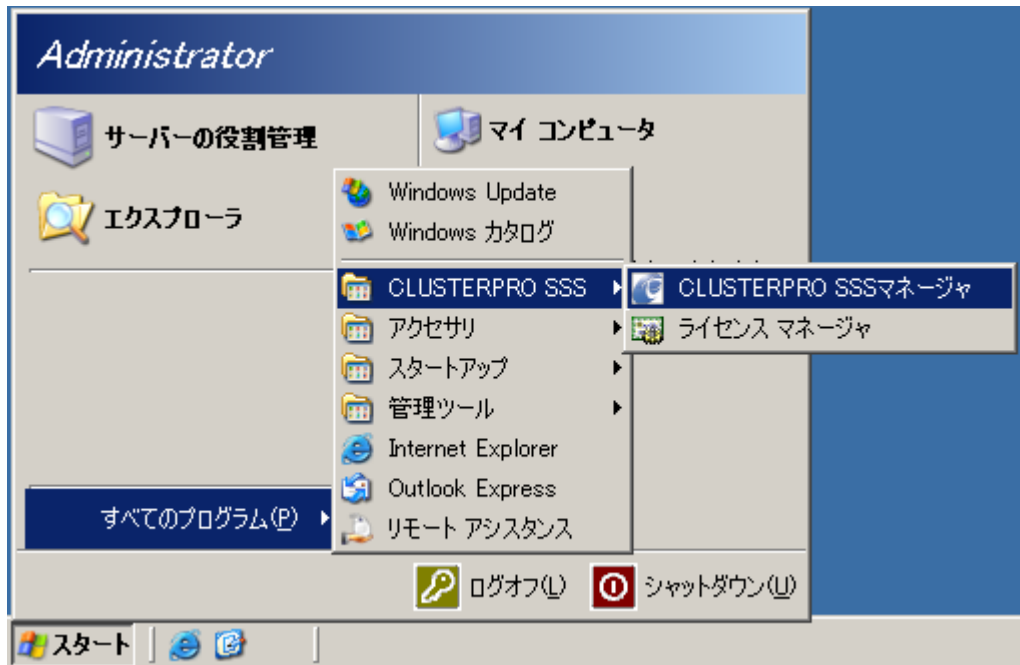 Administrator
サーバーの役割管理
マイ コンピュータ
エクスプローラ
Windows Update
Windows カタログ
CLUSTERPRO SSS
アクセサリ
スタートアップ
管理ツール
Internet Explorer
Outlook Express
リモート アシスタンス
CLUSTERPRO SSSマネージャ
ライセンス マネージャ
すべてのプログラム(P)
ログオフ(L)
シャットダウン(U)
スタート